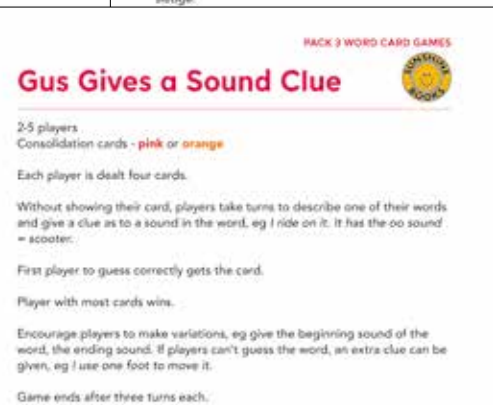 PACK 3 WORD CARD GAMES
Gus Gives a Sound Clue
SUNSHINE
BOOKS
2-5 players
Consolidation cards - pink or orange
Each player is dealt four cards.
Without showing their card, players take turns to describe one of their words
and give a clue as to a sound in the word, eg I ride on it. It has the oo sound
= scooter.
First player to guess correctly gets the card.
Player with most cards wins.
Encourage players to make variations, eg give the beginning sound of the
word, the ending sound. If players can't guess the word, an extra clue can be
given, eg I use one foot to move it.
Game ends after three turns each.